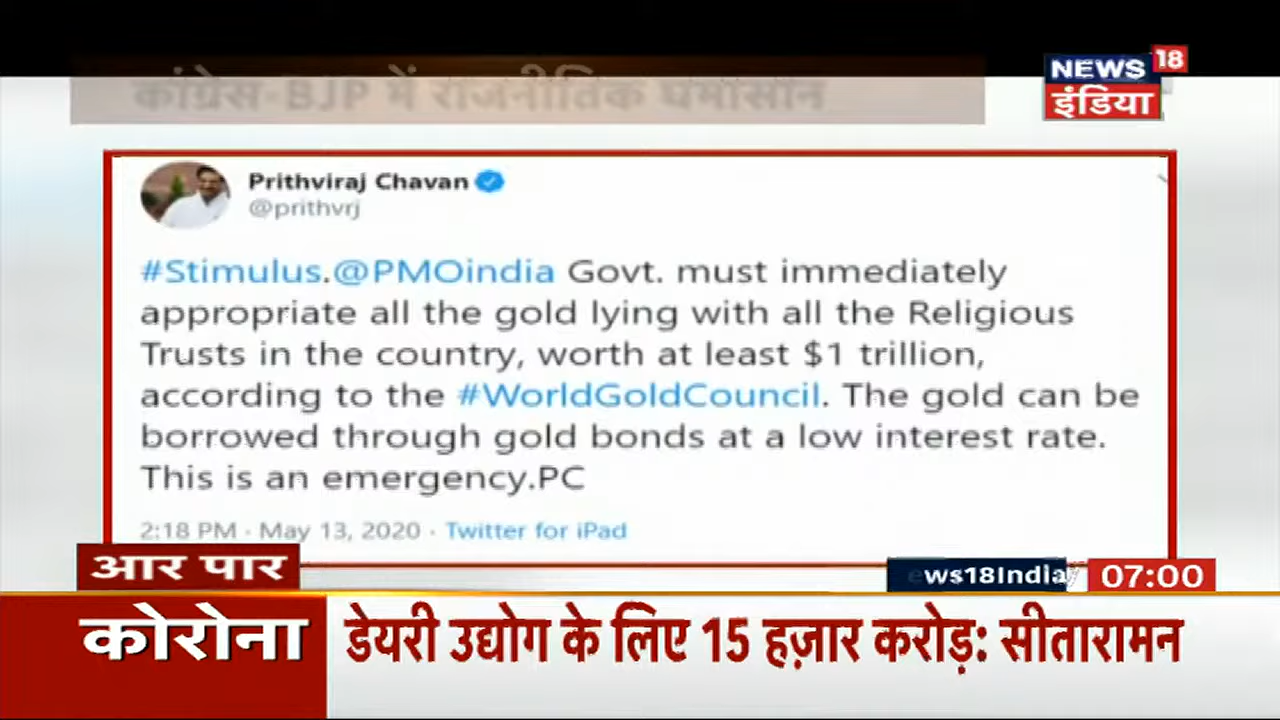 NEWS 18
इंडिया
कांग्रेस-BJP में राजनीतिक घमासान
Prithviraj Chavan
@prithvrj
#Stimulus.@PMOindia Govt. must immediately
appropriate all the gold lying with all the Religious
Trusts in the country, worth at least $1 trillion,
according to the #WorldGoldCouncil. The gold can be
borrowed through gold bonds at a low interest rate.
This is an emergency.PC
2:18 PM · May 13, 2020 · Twitter for iPad
आर पार
ews18India
07:00
कोरोना
डेयरी उद्योग के लिए 15 हज़ार करोड़: सीतारामन